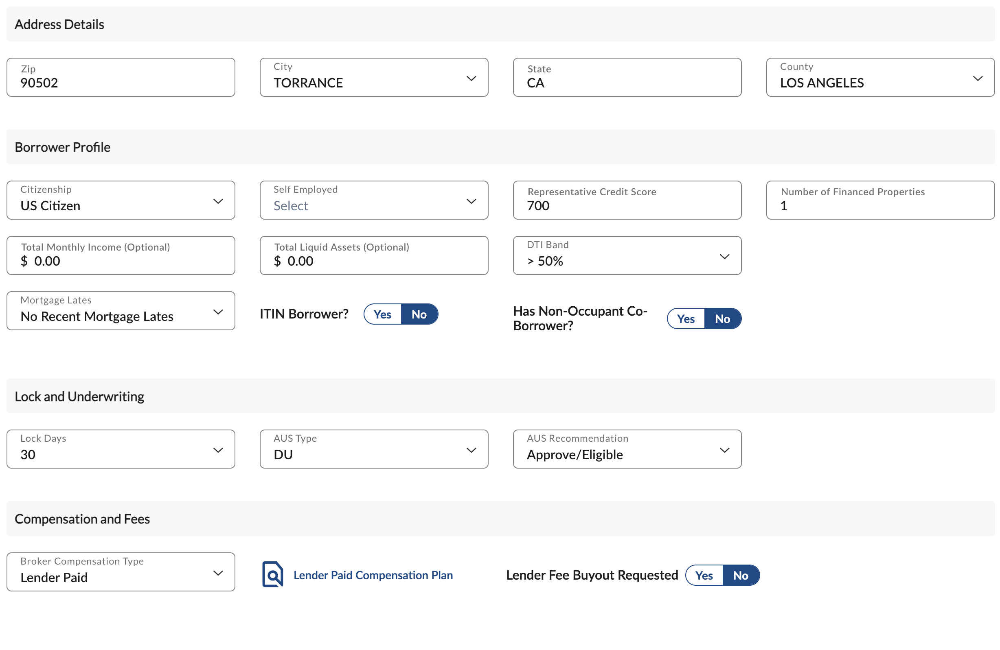 Address Details
Zip
90502
City
TORRANCE
State
CA
County
LOS ANGELES
Borrower Profile
Citizenship
US Citizen
Self Employed
Select
Representative Credit Score
700
Number of Financed Properties
1
Total Monthly Income (Optional)
$ 0.00
Total Liquid Assets (Optional)
$ 0.00
DTI Band
> 50%
Mortgage Lates
No Recent Mortgage Lates
ITIN Borrower?
Yes No
Has Non-Occupant Co-
Borrower?
Yes No
Lock and Underwriting
Lock Days
30
AUS Type
DU
AUS Recommendation
Approve/Eligible
Compensation and Fees
Broker Compensation Type
Lender Paid
Lender Paid Compensation Plan
Lender Fee Buyout Requested
Yes No